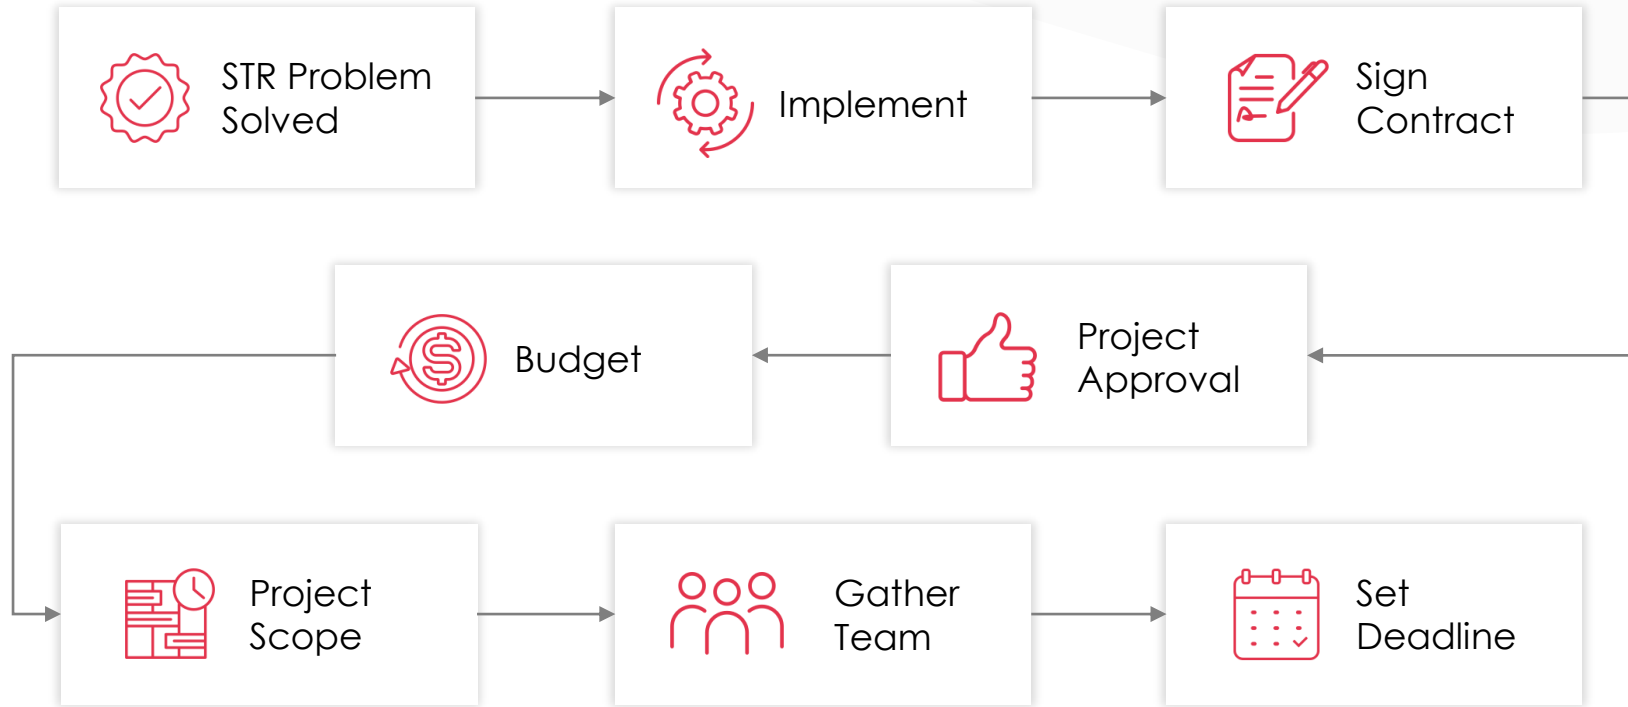 STR Problem
Solved
Implement
Sign
Contract
Project
Approval
Budget
Project
Scope
Gather
Team
Set
Deadline